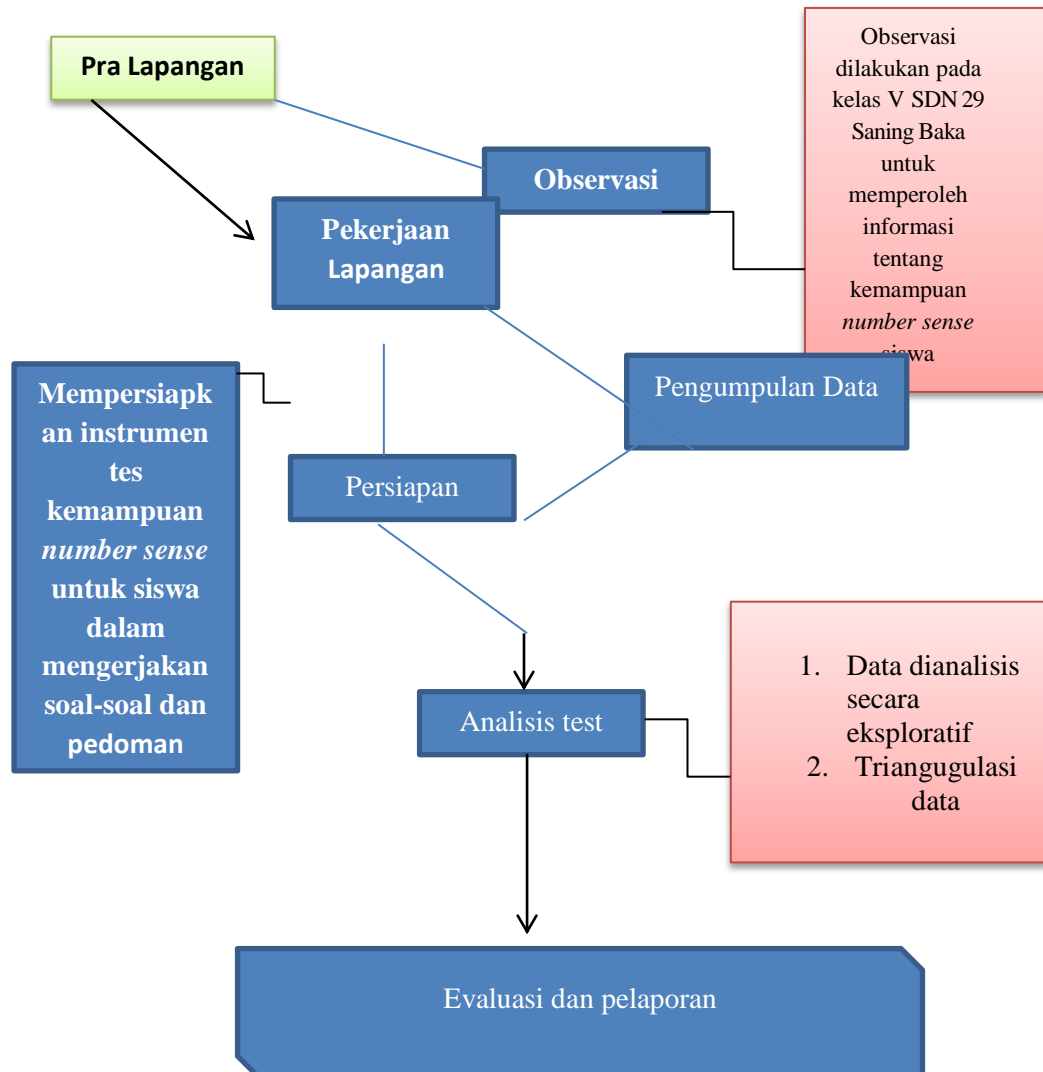 Pra Lapangan
Observasi
dilakukan pada
kelas V SDN 29
Saning Baka
untuk
memperoleh
informasi
tentang
kemampuan
number sense
siswa
Observasi
Pekerjaan
Lapangan
Pengumpulan Data
Mempersiapk
an instrumen
tes
kemampuan
number sense
untuk siswa
dalam
mengerjakan
soal-soal dan
pedoman
Persiapan
1. Data dianalisis
secara
eksploratif
2. Triangugulasi
data
Analisis test
Evaluasi dan pelaporan